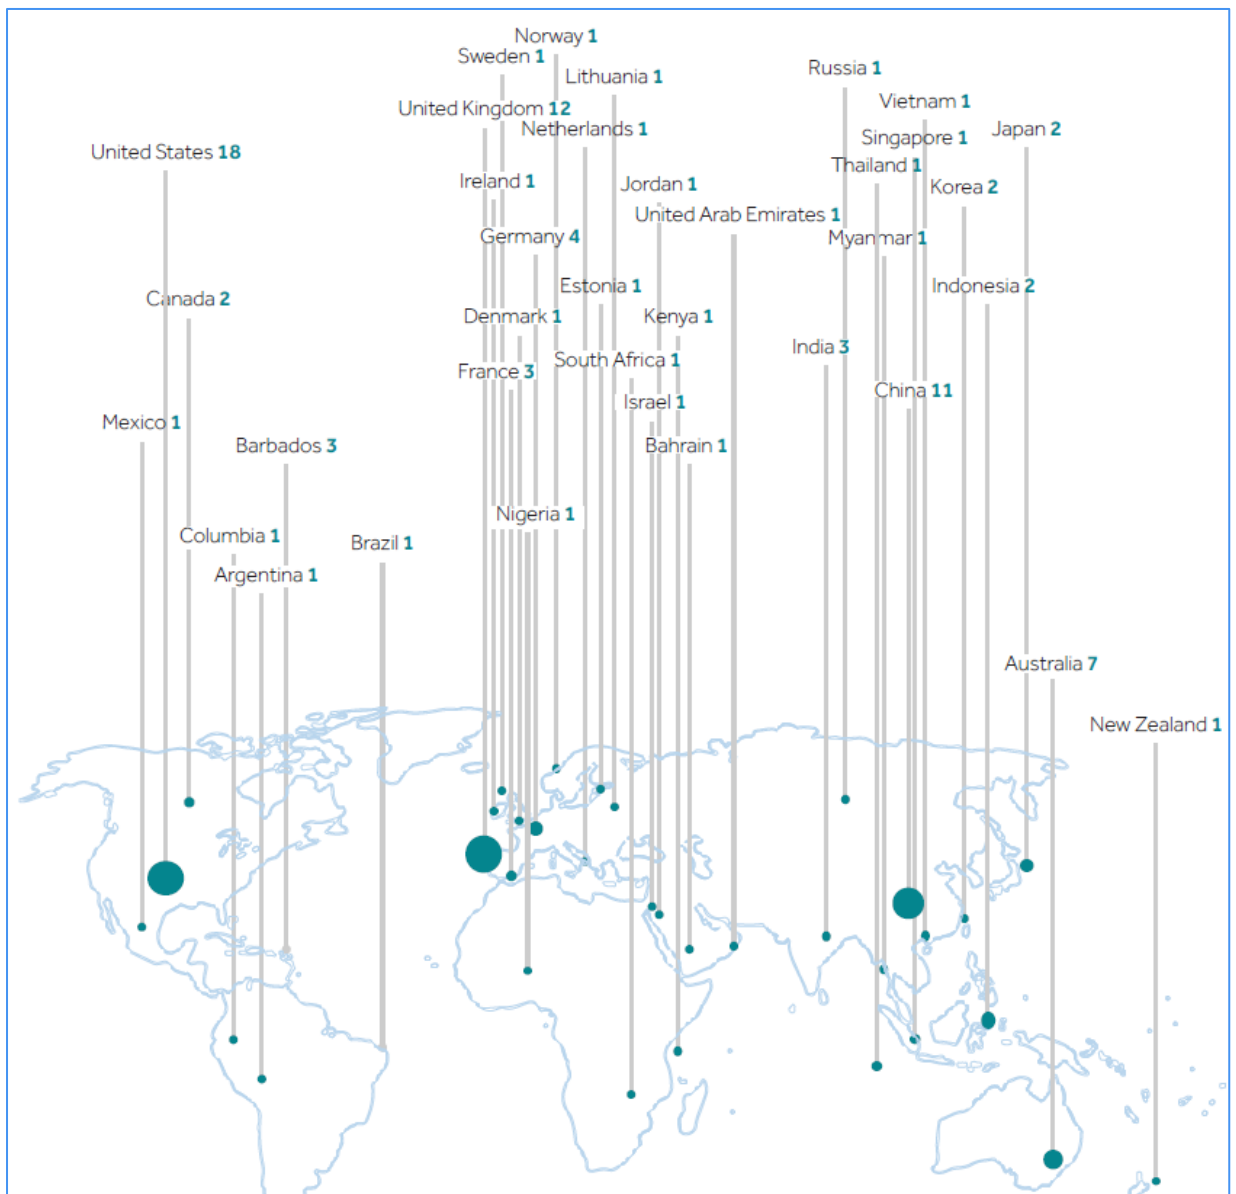 Norway 1
Sweden 1
Lithuania 1
Russia 1
Vietnam 1
United Kingdom 12
Netherlands 1
Japan 2
Singapore 1
United States 18
Thailand 1
Ireland 1
Jordan 1
Korea 2
United Arab Emirates 1
Germany 4
Myanmar 1
Estonia 1
Indonesia 2
Canada 2
Denmark 1
Kenya 1
India 3
South Africa 1
France 3
China 11
Israel 1
Mexico 1
Barbados 3
Bahrain 1
Nigeria 1
Columbia 1
Brazil 1
Argentina 1
Australia 7
New Zealand 1